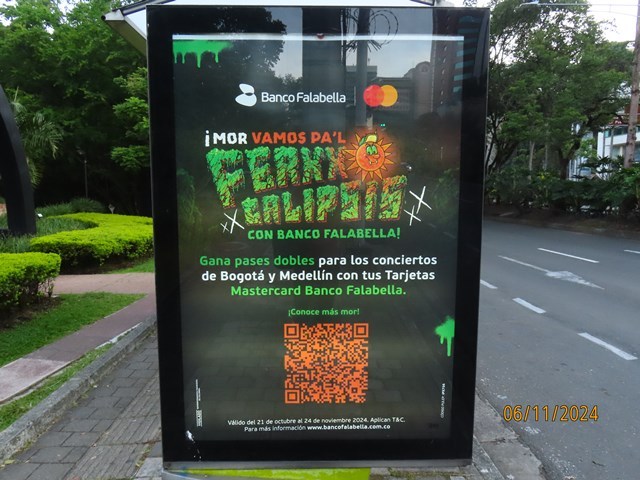 Banco Falabella
¡MOR VAMOS PA'L
FERXXO
CALIPSIS
CON BANCO FALABELLA!
Gana pases dobles para los conciertos
de Bogotá y Medellín con tus Tarjetas
Mastercard Banco Falabella.
¡Conoce más mor!
Válido del 21 de octubre al 24 de noviembre 2024. Aplican T&C.
Para más información www.bancofalabella.com.co
06/11/2024